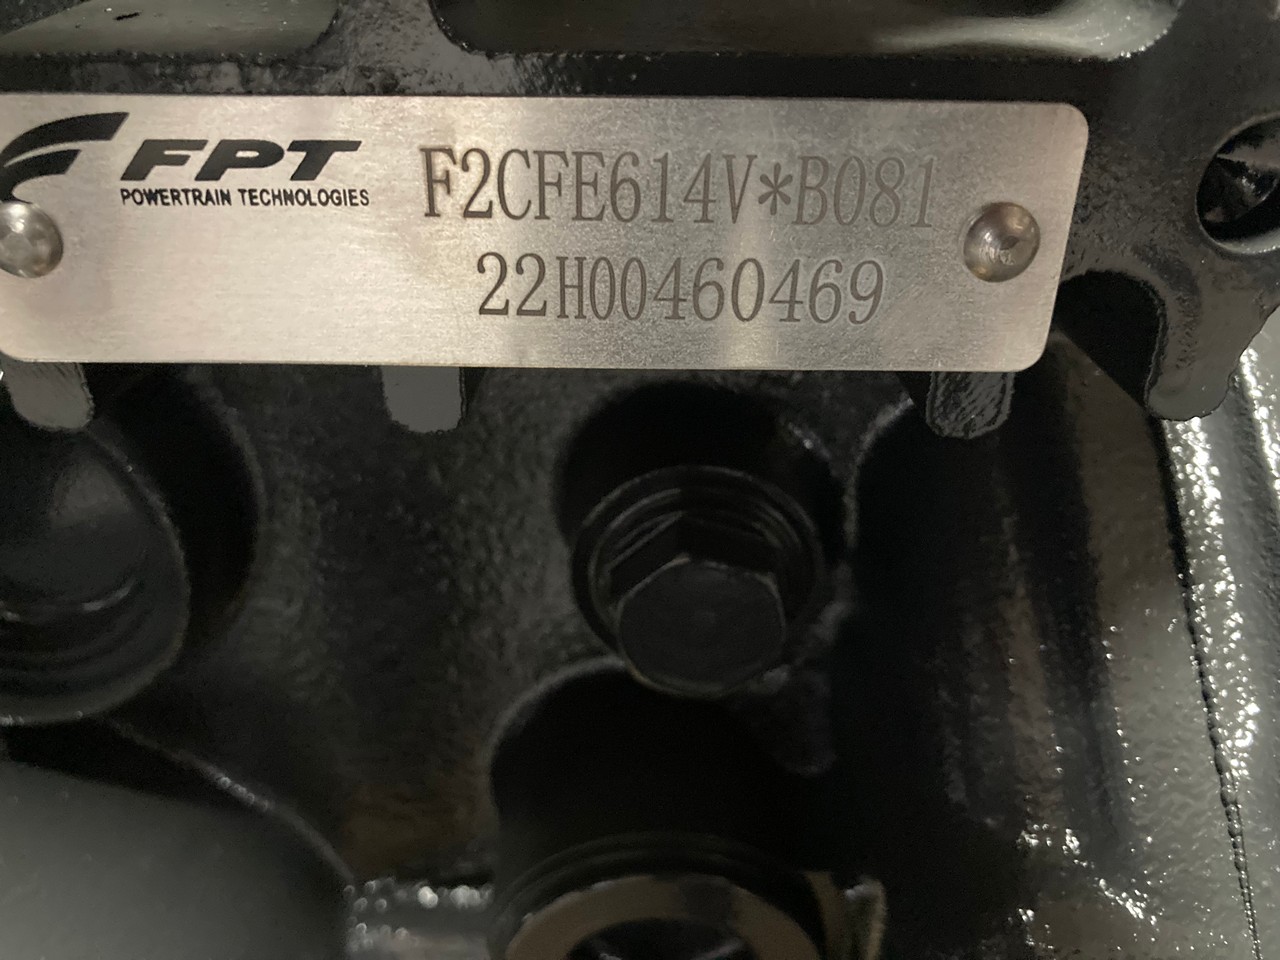 FPT
POWERTRAIN TECHNOLOGIES
F2CFE614V*B081
22H00460469